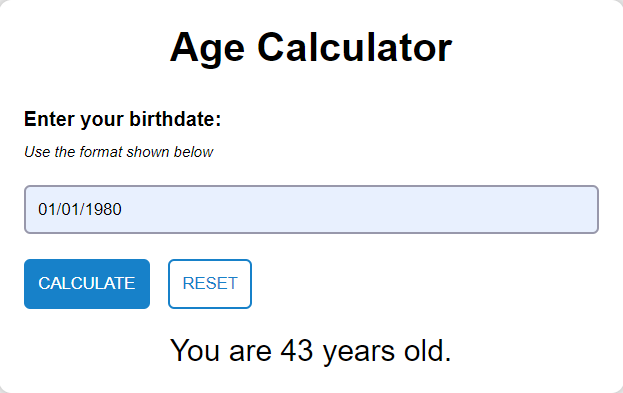 Age Calculator
Enter your birthdate:
Use the format shown below
01/01/1980
CALCULATE RESET
You are 43 years old.